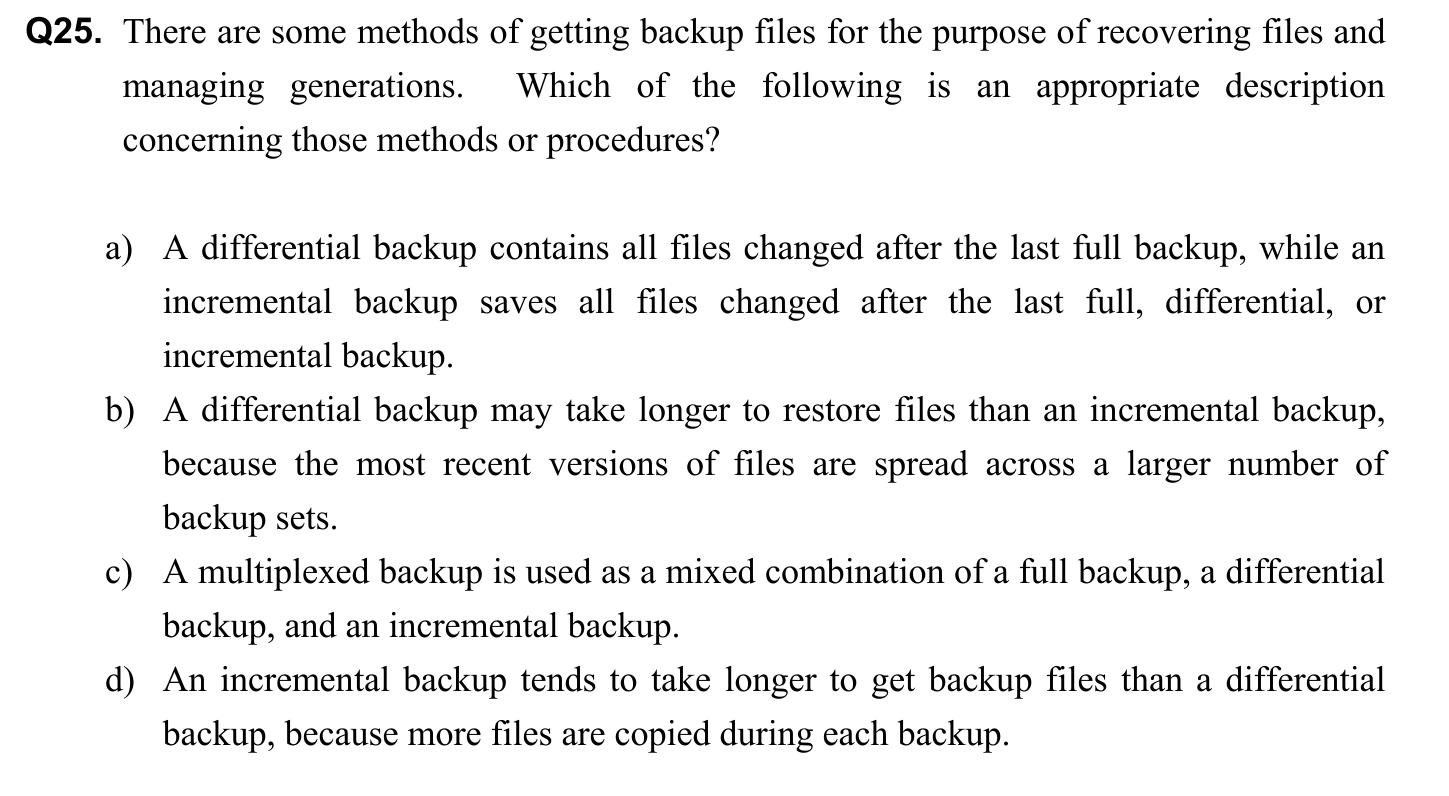 Q25. There are some methods of getting backup files for the purpose of recovering files and
managing generations. Which of the following is an appropriate description
concerning those methods or procedures?
a) A differential backup contains all files changed after the last full backup, while an
incremental backup saves all files changed after the last full, differential, or
incremental backup.
b) A differential backup may take longer to restore files than an incremental backup,
because the most recent versions of files are spread across a larger number of
backup sets.
c) A multiplexed backup is used as a mixed combination of a full backup, a differential
backup, and an incremental backup.
d) An incremental backup tends to take longer to get backup files than a differential
backup, because more files are copied during each backup.